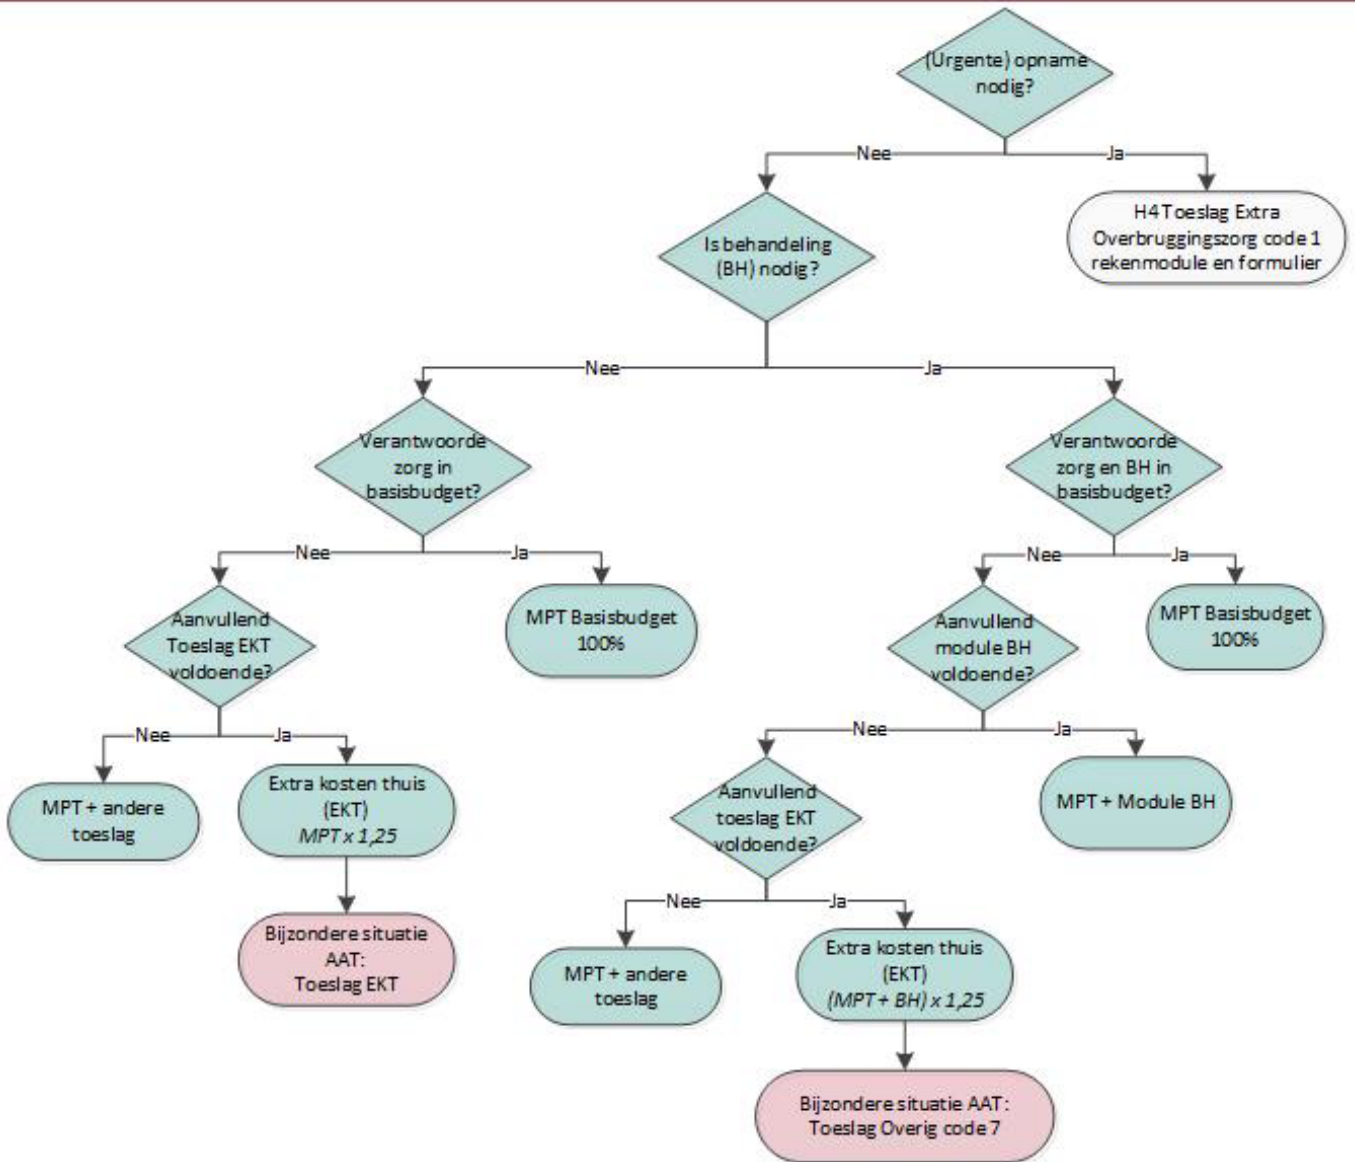 (Urgente) opname
nodig?
Nee
Ja
H4 Toeslag Extra
Overbruggingszorg code 1
rekenmodule en formulier
Is behandeling
(BH) nodig?
Nee
Ja
Verantwoorde
zorg in
basisbudget?
Verantwoorde
zorg en BH in
basisbudget?
Nee
Ja
Nee
Ja
Aanvullend
Toeslag EKT
voldoende?
MPT Basisbudget
100%
Aanvullend
module BH
voldoende?
MPT Basisbudget
100%
Nee
Ja
Nee
Ja
MPT + andere
toeslag
Extra kosten thuis
(EKT)
MPT x 1,25
Aanvullend
toeslag EKT
voldoende?
MPT + Module BH
Nee
Ja
Bijzondere situatie
AAT:
Toeslag EKT
MPT + andere
toeslag
Extra kosten thuis
(EKT)
(MPT + BH) x 1,25
Bijzondere situatie AAT:
Toeslag Overig code 7